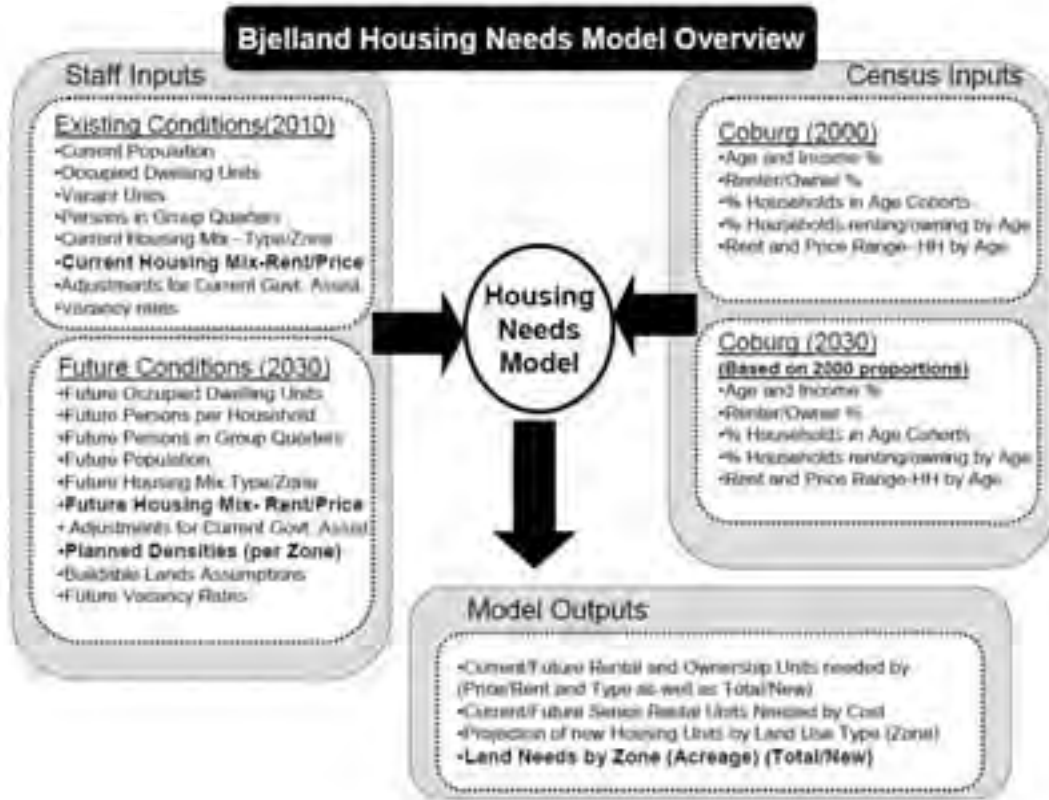 Bjelland Housing Needs Model Overview
Staff Inputs
Existing Conditions(2010)
•Current Population
•Occupied Dwelling Units
•Vacant Units
•Persons in Group Quarters
•Current Housing Mix - Type/Zone
•Current Housing Mix-Rent/Price
•Adjustments for Current Govt. Assist.
•Vacancy rates
Future Conditions (2030)
•Future Occupied Dwelling Units
•Future Persons per Household
•Future Persons in Group Quarters
•Future Population
•Future Housing Mix Type/Zone
•Future Housing Mix- Rent/Price
• Adjustments for Current Govt. Assist.
•Planned Densities (per Zone)
•Buildable Lands Assumptions
•Future Vacancy Rates
Housing
Needs
Model
Census Inputs
Coburg (2000)
•Age and Income %
•Renter/Owner %
•% Households in Age Cohorts
•% Households renting/owning by Age
•Rent and Price Range- HH by Age
Coburg (2030)
(Based on 2000 proportions)
•Age and Income %
•Renter/Owner %
•% Households in Age Cohorts
•% Households renting/owning by Age
•Rent and Price Range-HH by Age
Model Outputs
•Current/Future Rental and Ownership Units needed by
(Price/Rent and Type as well as Total/New)
•Current/Future Senior Rental Units Needed by Cost
•Projection of new Housing Units by Land Use Type (Zone)
•Land Needs by Zone (Acreage) (Total/New)